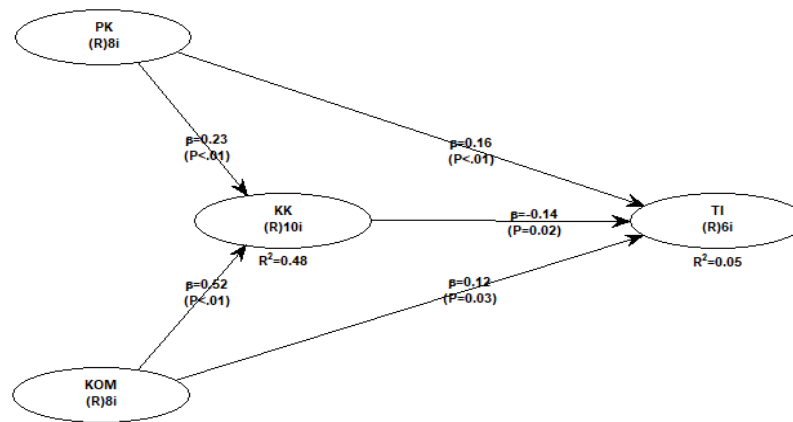 PK
(R)8i
β=0.23
(P<.01)
β=0.16
(P<.01)
KK
(R)10i
R²=0.48
β=-0.14
(P=0.02)
TI
(R)6i
R²=0.05
β=0.52
(P<.01)
β=0.12
(P=0.03)
KOM
(R)8i